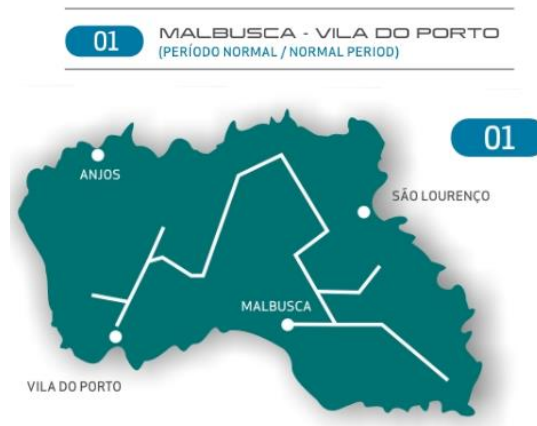 01
MALBUSCA - VILA DO PORTO
(PERÍODO NORMAL / NORMAL PERIOD)
01
ANJOS
SÃO LOURENÇO
MALBUSCA
VILA DO PORTO